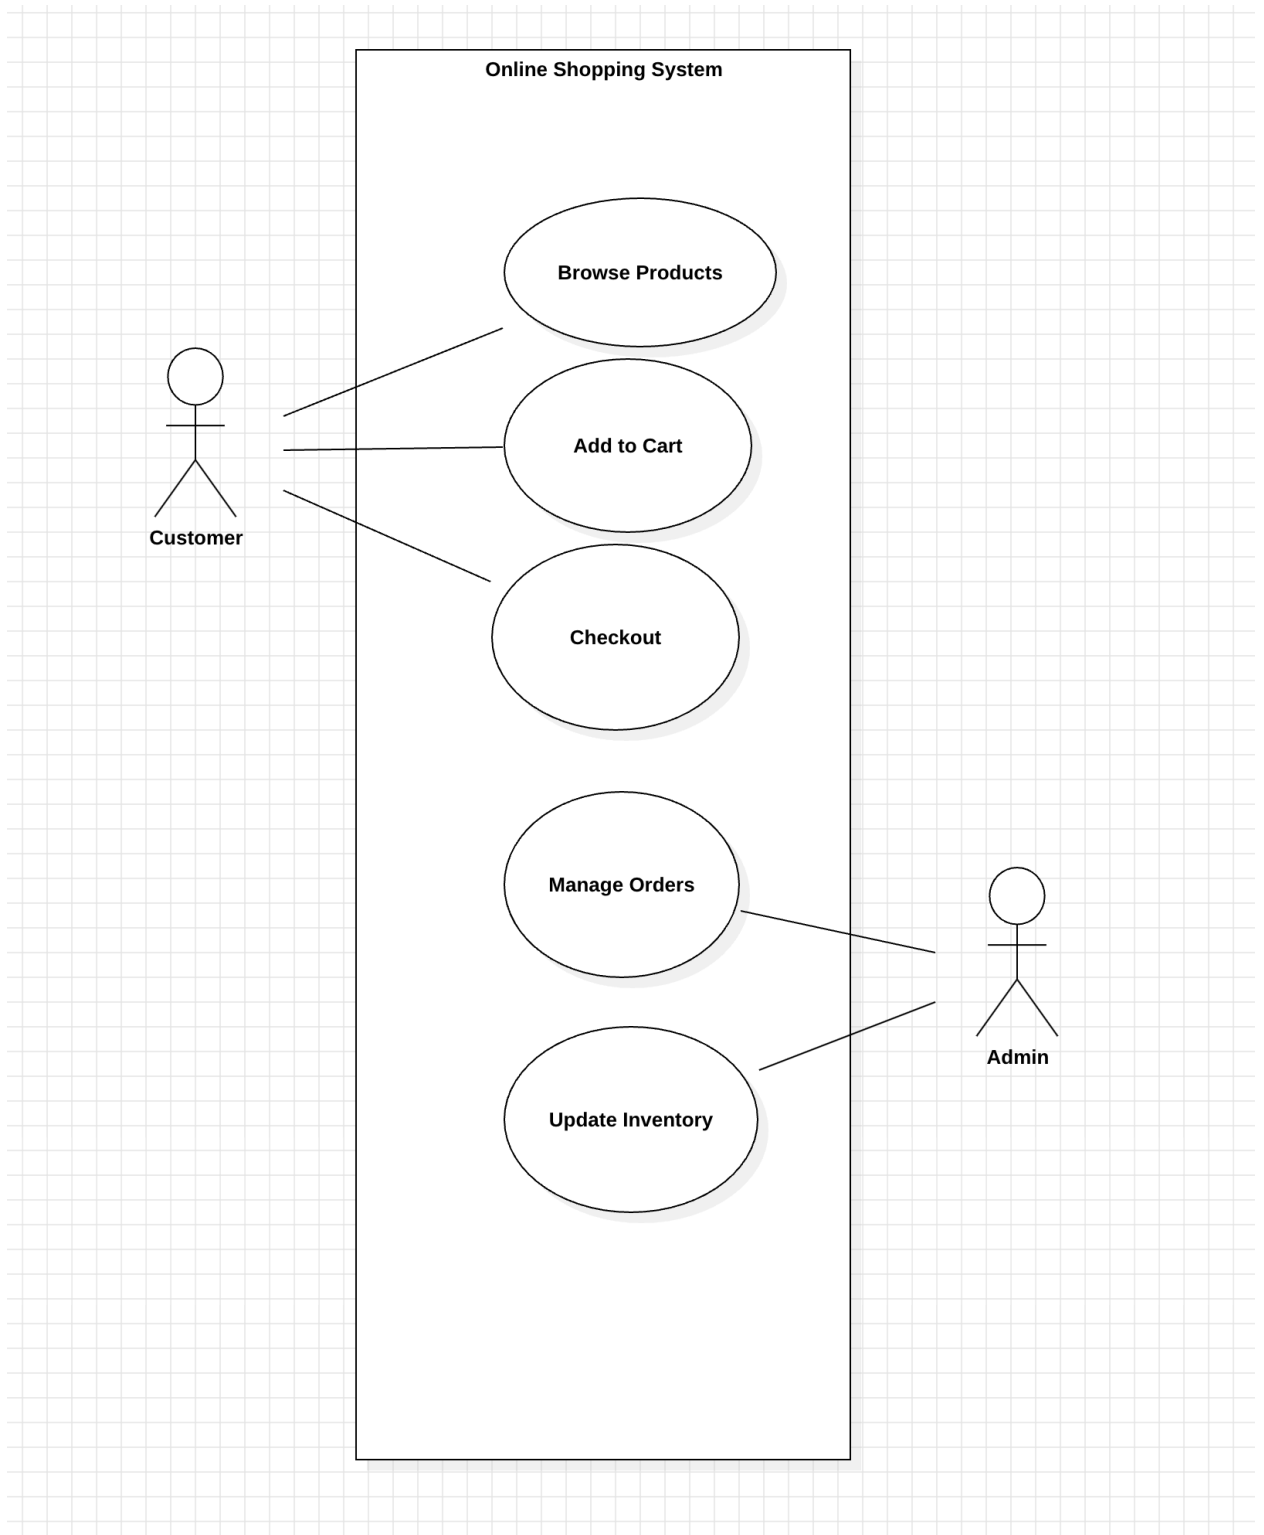 Online Shopping System
Browse Products
Add to Cart
Customer
Checkout
Manage Orders
Admin
Update Inventory